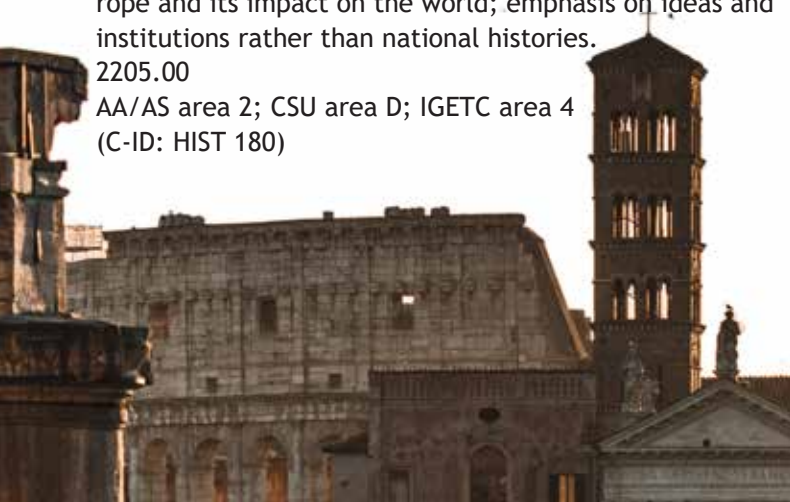 rope and its impact on the world; emphasis on ideas and
institutions rather than national histories.
2205.00
AA/AS area 2; CSU area D; IGETC area 4
(C-ID: HIST 180)